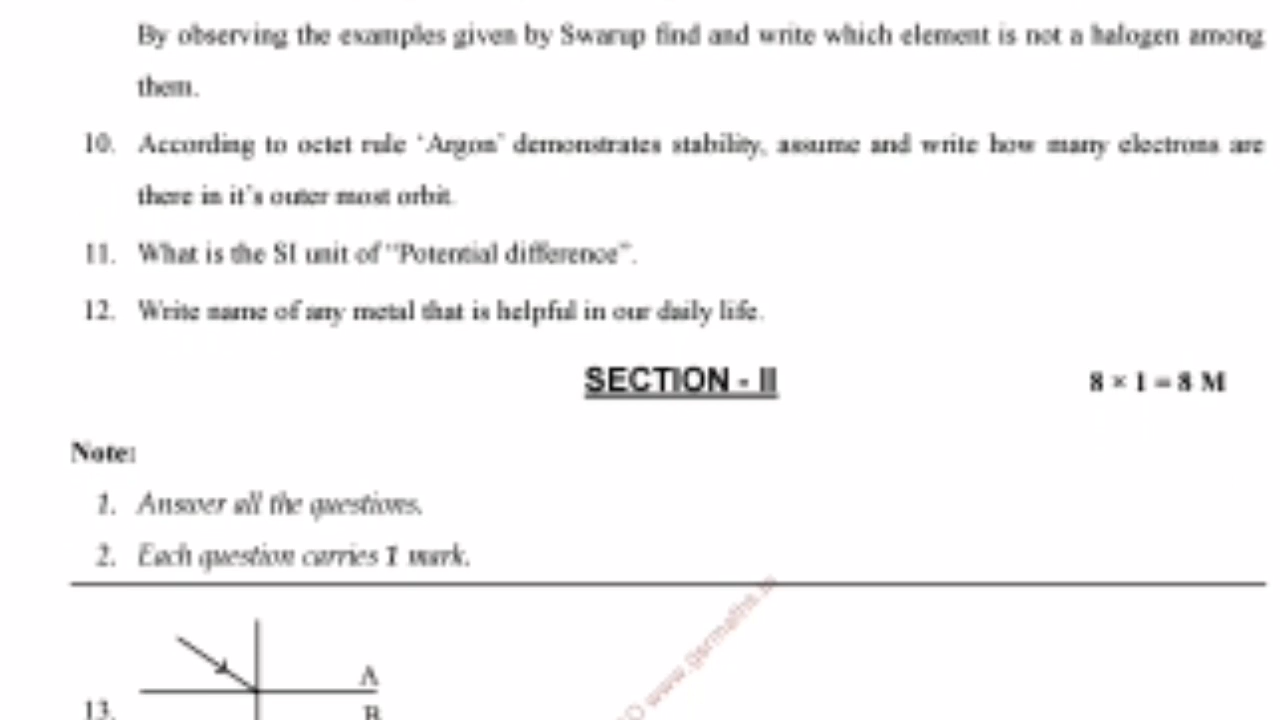 By observing the examples given by Swarup find and write which element is not a halogen among
them.
10. According to octet rule 'Argon' demonstrates stability, assume and write how many electrons are
there in it's outer most orbit.
11. What is the SI unit of "Potential difference".
12. Write name of any metal that is helpful in our daily life.
SECTION - II 8 × 1 = 8 M
Note:
1. Answer all the questions.
2. Each question carries 1 mark.
www.gsrmaths.in
A
13. B